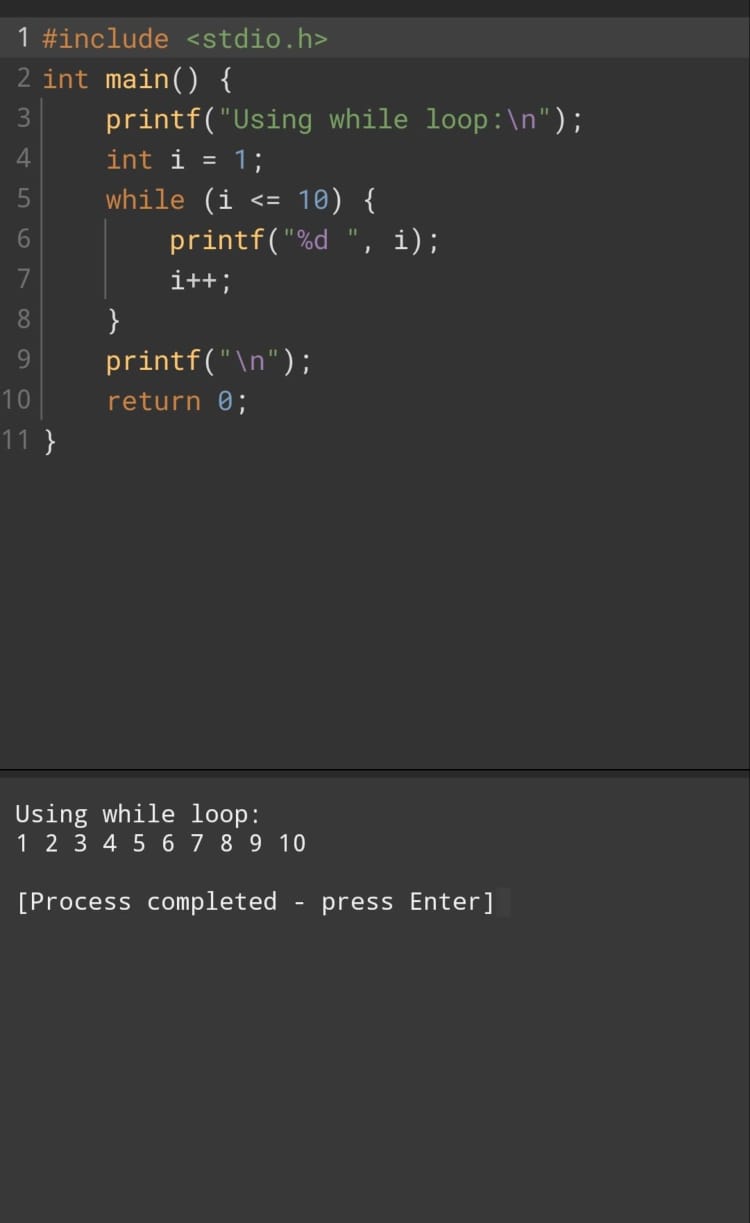 1 #include <stdio.h>
2 int main() {
3     printf("Using while loop:\n");
4     int i = 1;
5     while (i <= 10) {
6         printf("%d ", i);
7         i++;
8     }
9     printf("\n");
10     return 0;
11 }
Using while loop:
1 2 3 4 5 6 7 8 9 10
[Process completed - press Enter]